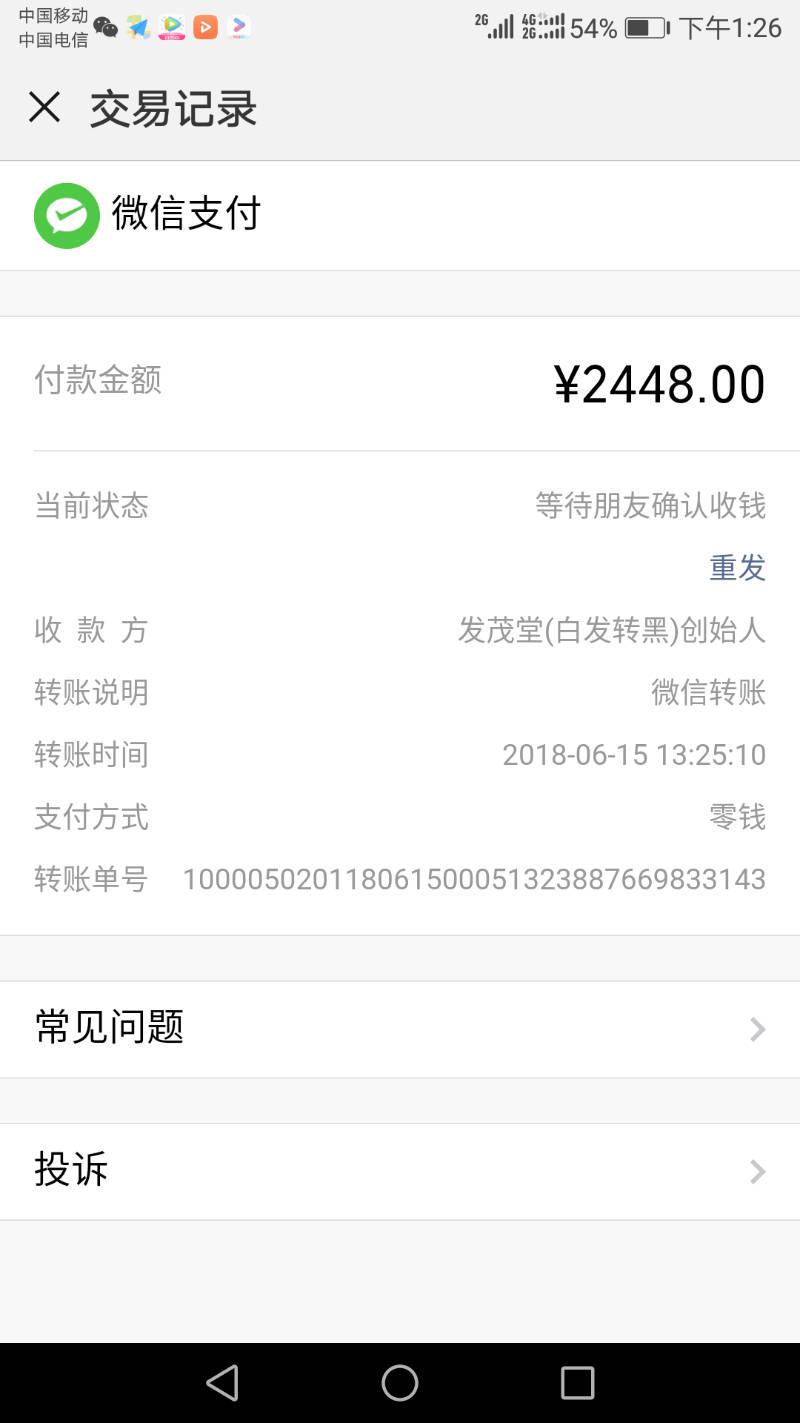 中国移动
中国电信
2G 4G 2G 54% 下午1:26
交易记录
微信支付
付款金额 ¥2448.00
当前状态 等待朋友确认收钱
重发
收款方 发茂堂(白发转黑)创始人
转账说明 微信转账
转账时间 2018-06-15 13:25:10
支付方式 零钱
转账单号 1000050201180615000513238876698​33143
常见问题
投诉